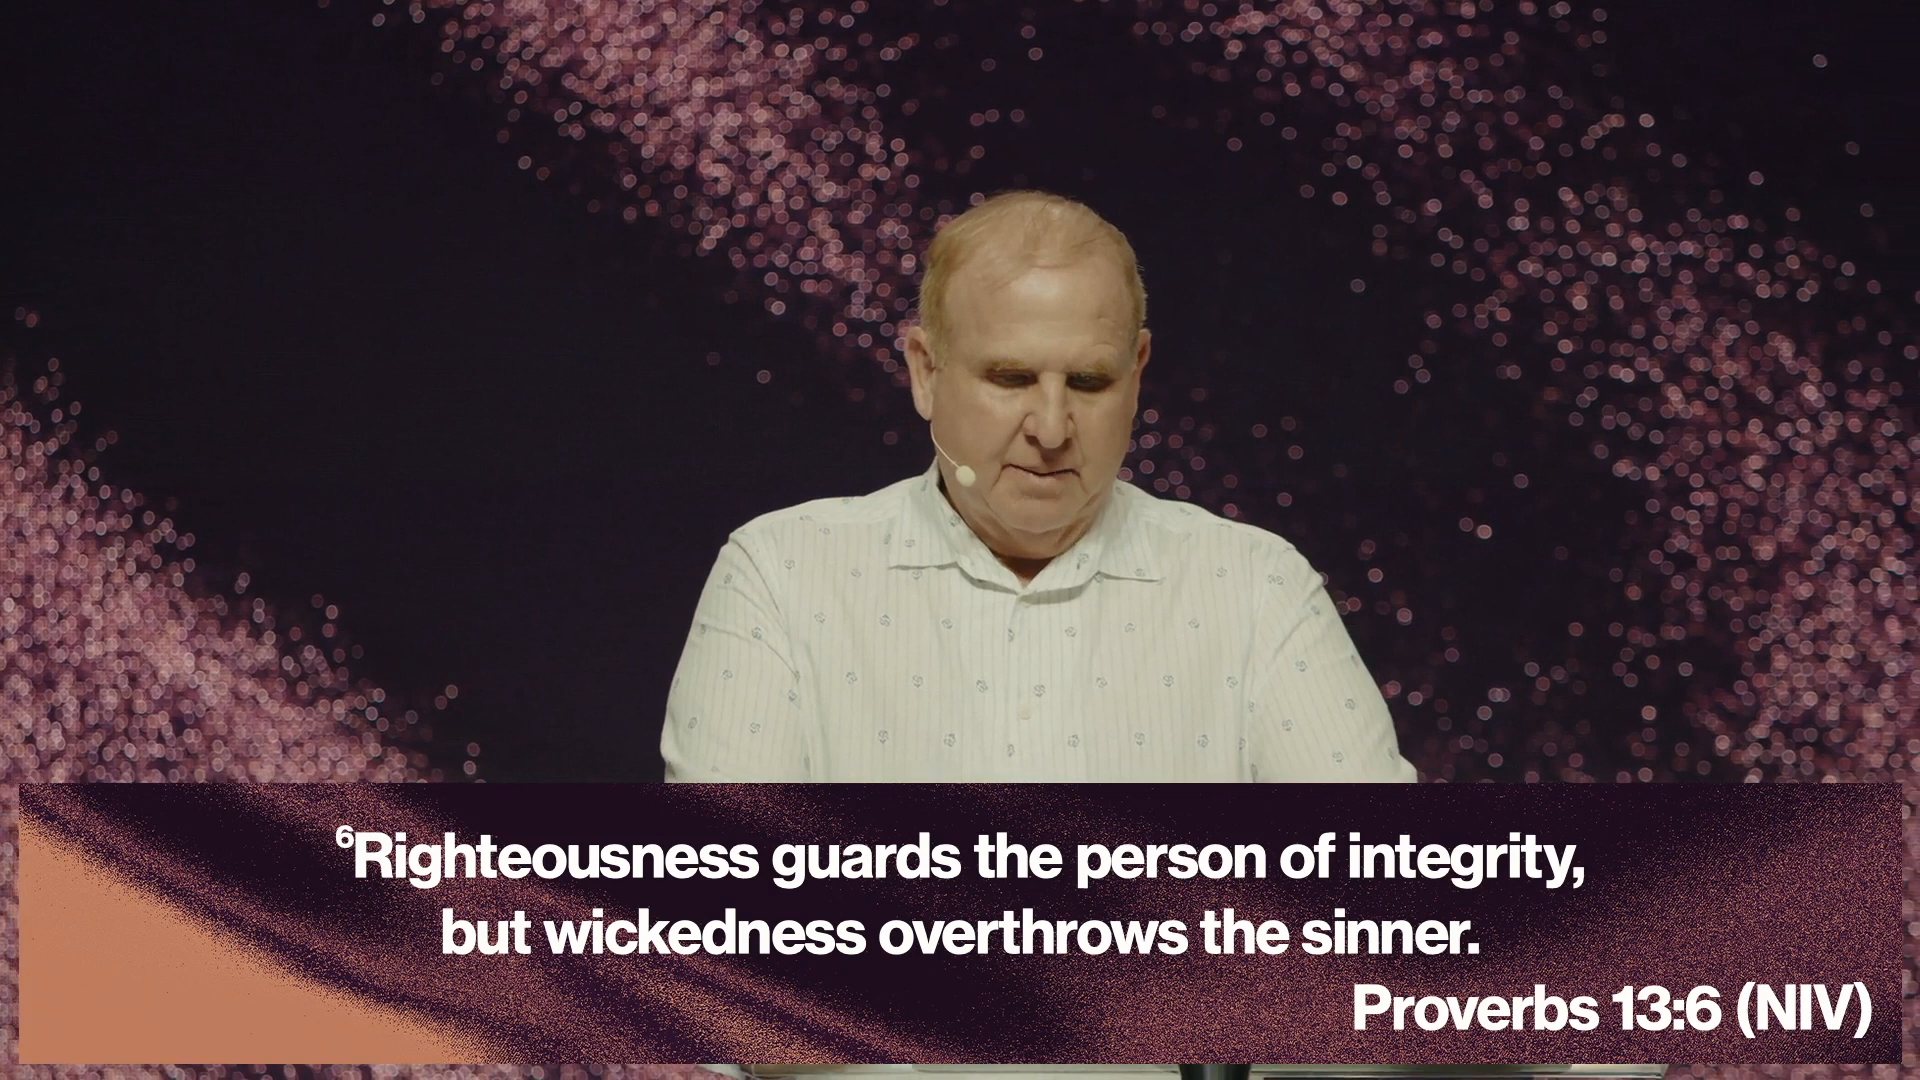 ⁶Righteousness guards the person of integrity,
but wickedness overthrows the sinner.
Proverbs 13:6 (NIV)